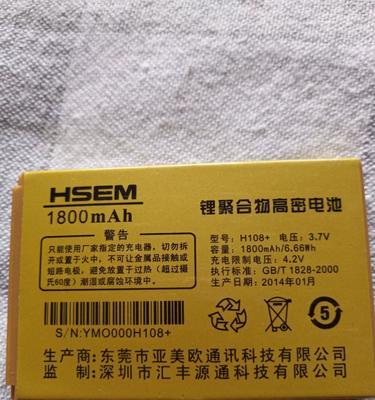 HSEM
1800mAh
锂聚合物高密电池
警告
只能使用厂家指定的充电器。切勿拆
开或置于火中。不可让金属品接触或
短路电极。避免放置于过热（超过摄
氏60度）潮湿或腐蚀环境中。
型号: H108+ 电压: 3.7V
容量: 1800mAh/6.66Wh
充电限制电压: 4.2V
执行标准: GB/T 1828-2000
生产日期: 2014年01月
5
S/N:YMO000H108+
生产商:东莞市亚美欧通讯科技有限公司
监 制:深圳市汇丰源通科技有限公司